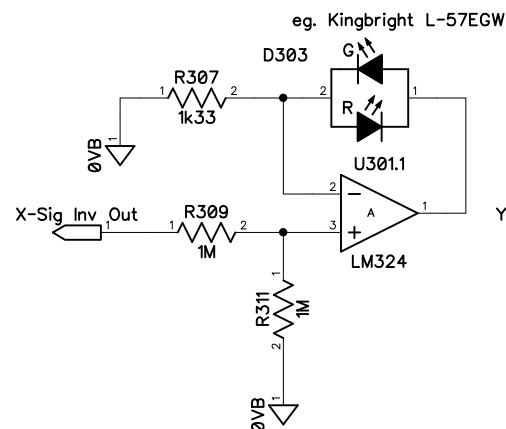 eg. Kingbright L-57EGW
D303
G
R307
1 2
2 1
R
1k33
0VB
1
U301.1
2
-
A
1
X-Sig Inv Out
R309
Y
1
1 2
3
+
1M
LM324
1
R311
1M
2
0VB
1